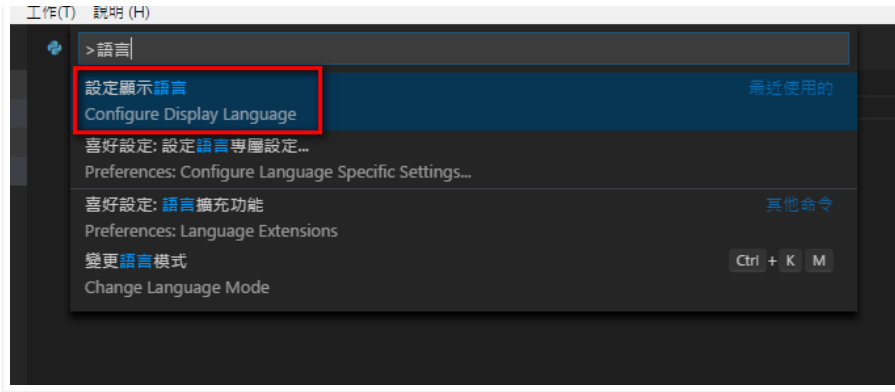 工作(T) 說明 (H)
>語言
設定顯示語言 最近使用的
Configure Display Language
喜好設定: 設定語言專屬設定...
Preferences: Configure Language Specific Settings...
喜好設定: 語言擴充功能 其他命令
Preferences: Language Extensions
變更語言模式 Ctrl + K M
Change Language Mode